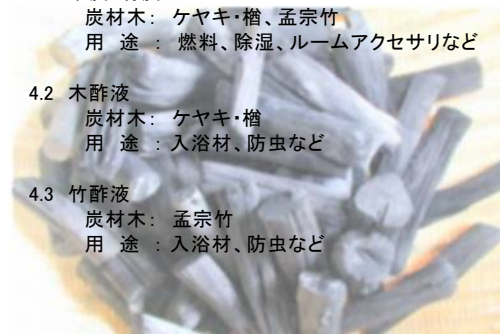 炭材木： ケヤキ・楢、孟宗竹
用　途 ： 燃料、除湿、ルームアクセサリなど
4.2 木酢液
炭材木： ケヤキ・楢
用　途 ：入浴材、防虫など
4.3 竹酢液
炭材木： 孟宗竹
用　途 ：入浴材、防虫など